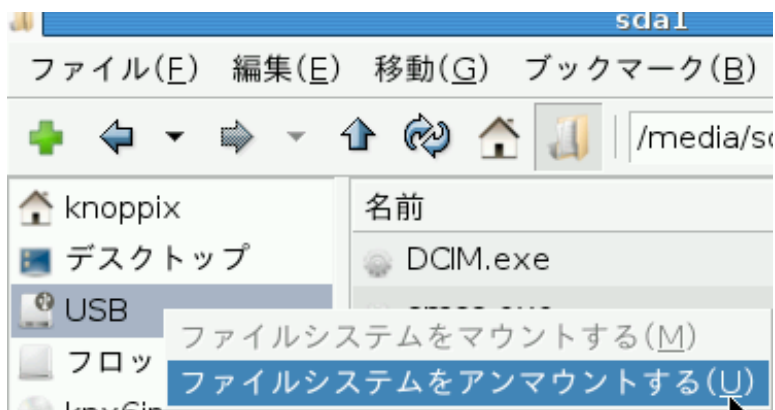 sda1
ファイル(F) 編集(E) 移動(G) ブックマーク(B)
/media/sd
knoppix
名前
デスクトップ
DCIM.exe
USB
ファイルシステムをマウントする(M)
フロッ
ファイルシステムをアンマウントする(U)